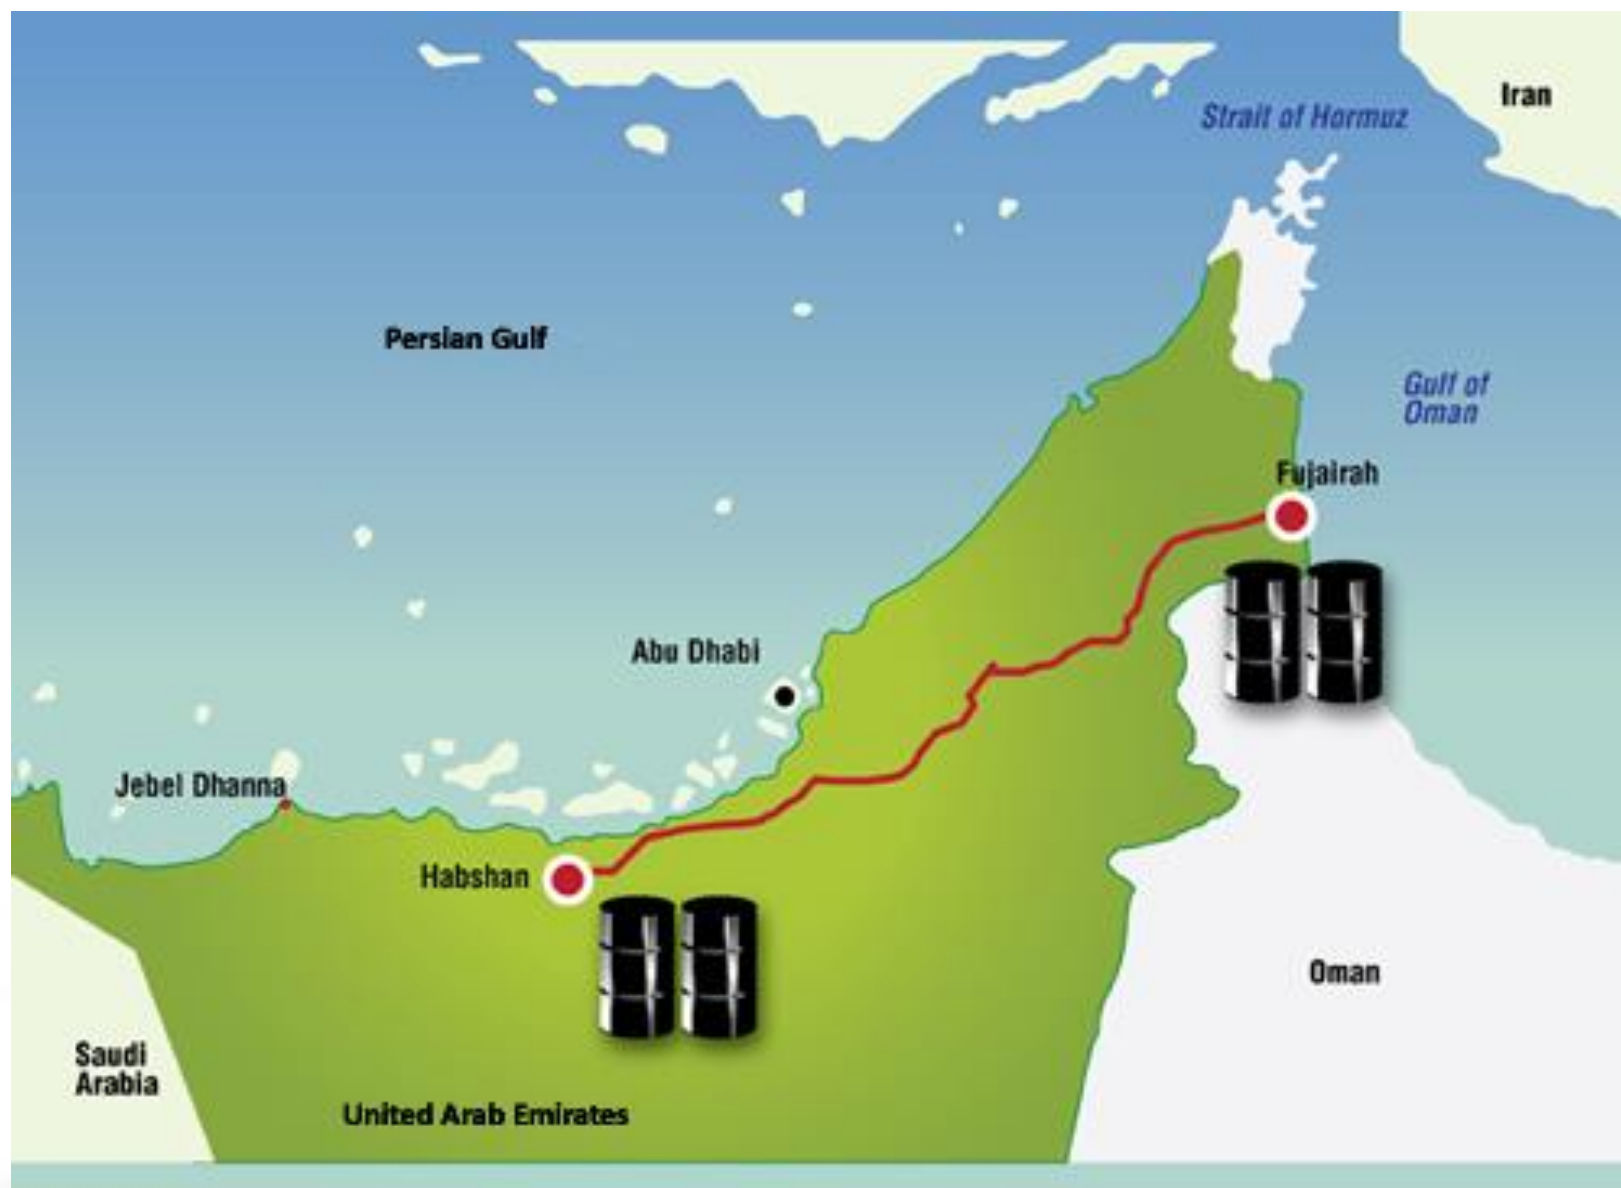 Iran
Strait of Hormuz
Persian Gulf
Gulf of
Oman
Fujairah
Abu Dhabi
Jebel Dhanna
Habshan
Oman
Saudi
Arabia
United Arab Emirates